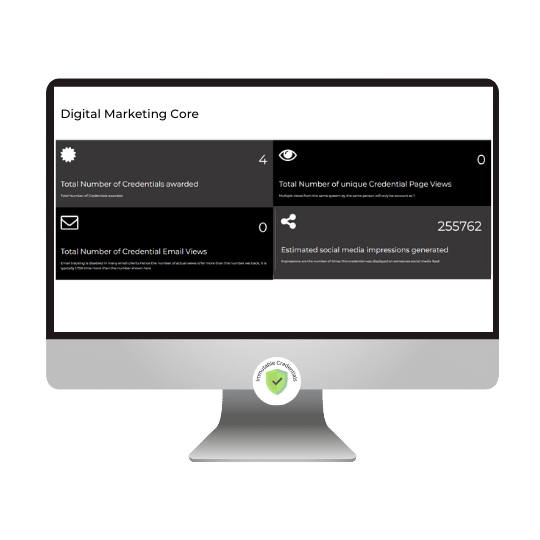 Digital Marketing Core
4
Total Number of Credentials awarded
Total Number of Credentials awarded
0
Total Number of unique Credential Page Views
Multiple views from the same system by the same person will only be account as 1
0
Total Number of Credential Email Views
Email tracking is disabled in many email clients hence the number of actual views is far more than the number we track, it is
typically times more than the number shown here
255762
Estimated social media impressions generated
Impressions are the number of times this credential was displayed on someones social media feed
Immutable Credentials